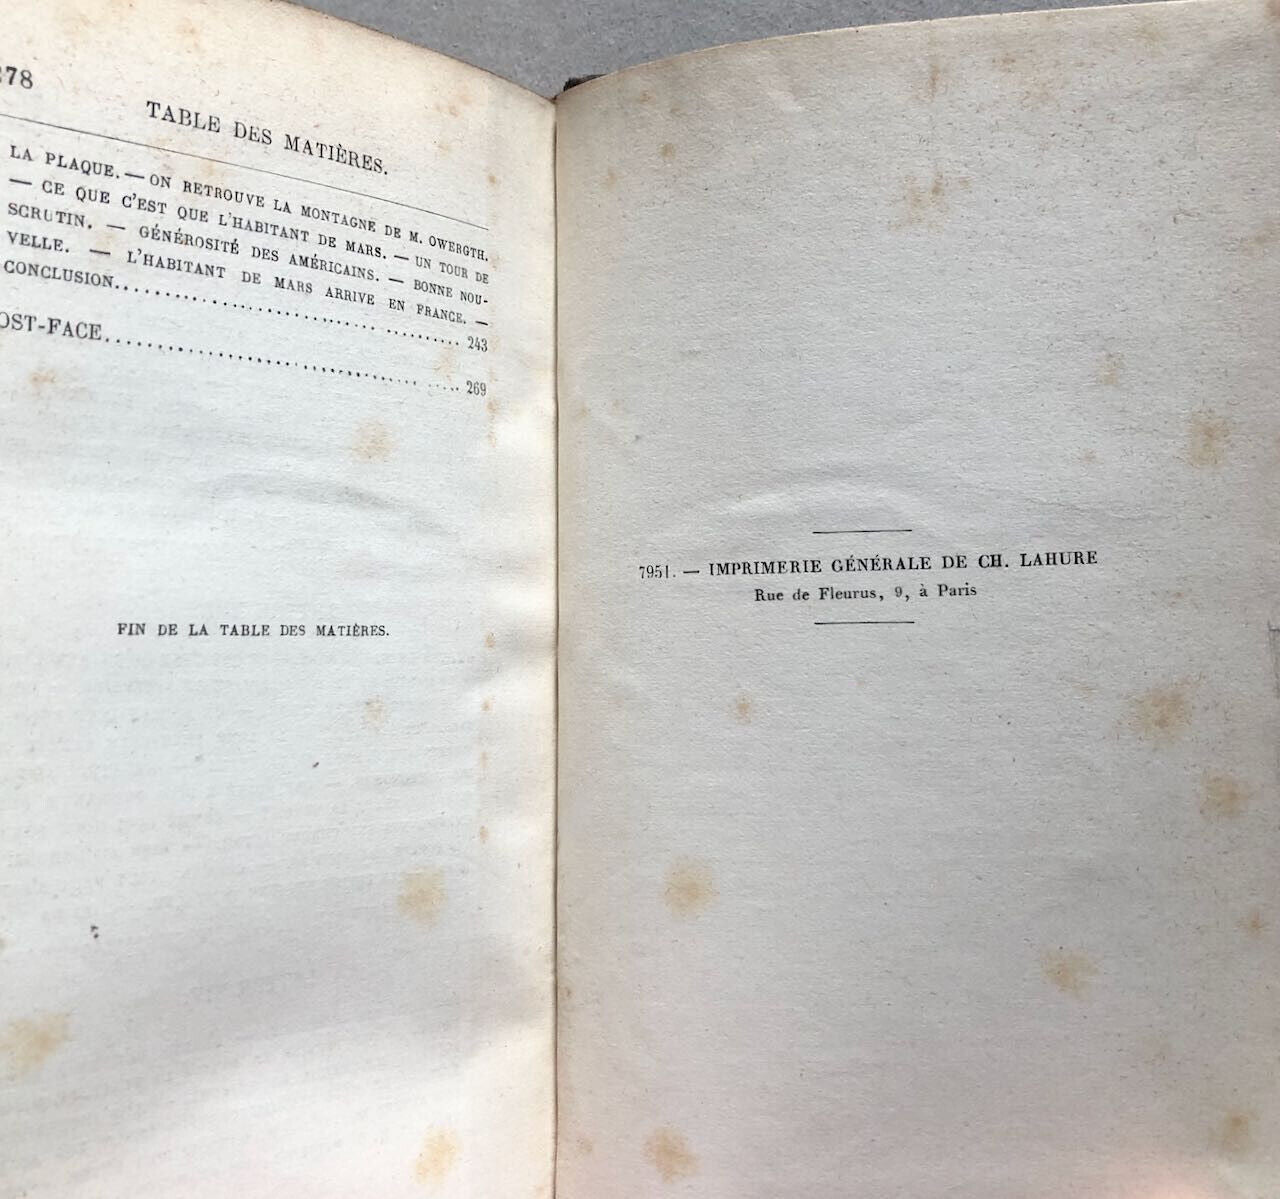 278
TABLE DES MATIÈRES.
LA PLAQUE. — ON RETROUVE LA MONTAGNE DE M. OWERGTH.
— CE QUE C'EST QUE L'HABITANT DE MARS. — UN TOUR DE
SCRUTIN. — GÉNÉROSITÉ DES AMÉRICAINS. — BONNE NOU-
VELLE. — L'HABITANT DE MARS ARRIVE EN FRANCE. —
CONCLUSION.......................................... 243
OST-FACE.......................................... 269
FIN DE LA TABLE DES MATIÈRES.
7951. — IMPRIMERIE GÉNÉRALE DE CH. LAHURE
Rue de Fleurus, 9, à Paris